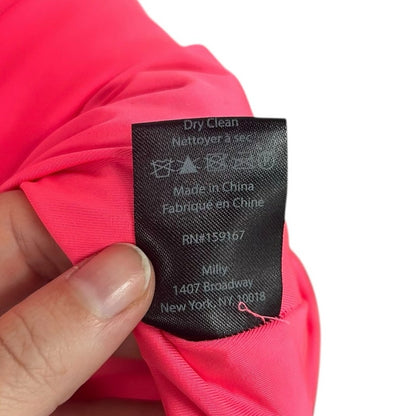 Dry Clean
Nettoyer à sec
Made in China
Fabriqué en Chine
RN#159167
Milly
1407 Broadway
New York, NY, 10018